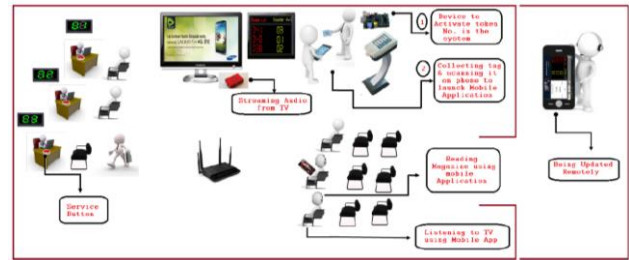 01
02
03
1
Device to
Activate token
No. is the
system
2
Collecting tag
& scanning it
on phone to
launch Mobile
Application
Streaming Audio
from TV
Being Updated
Remotely
Reading
Magazine using
mobile
Application
Service
Button
Listening to TV
using Mobile App